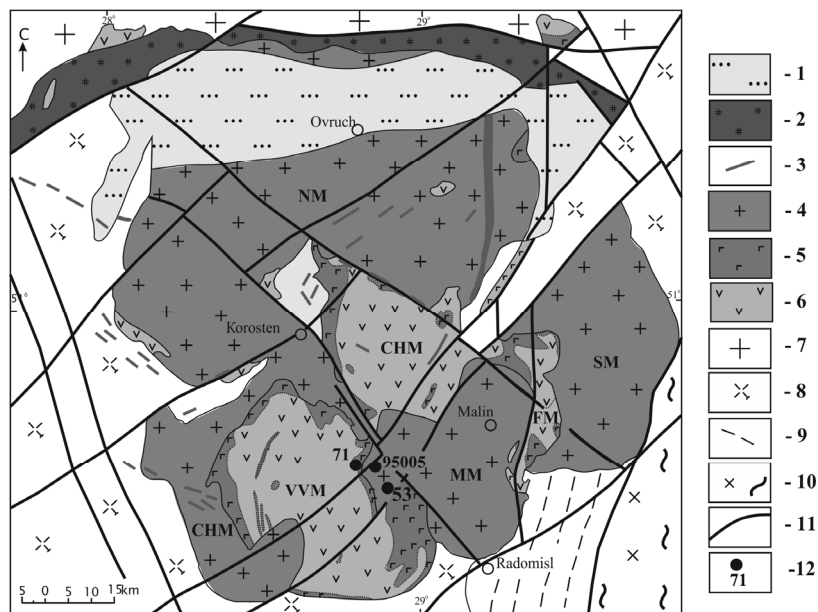 28°
29°
C
- 1
- 2
Ovruch
- 3
NM
- 4
- 5
51°
51°
- 6
Korosten
CHM
SM
- 7
Malin
FM
- 8
71
95005
53
MM
VVM
- 9
CHM
- 10
- 11
Radomisl
71
-12
5 0 5 10 15km
29°